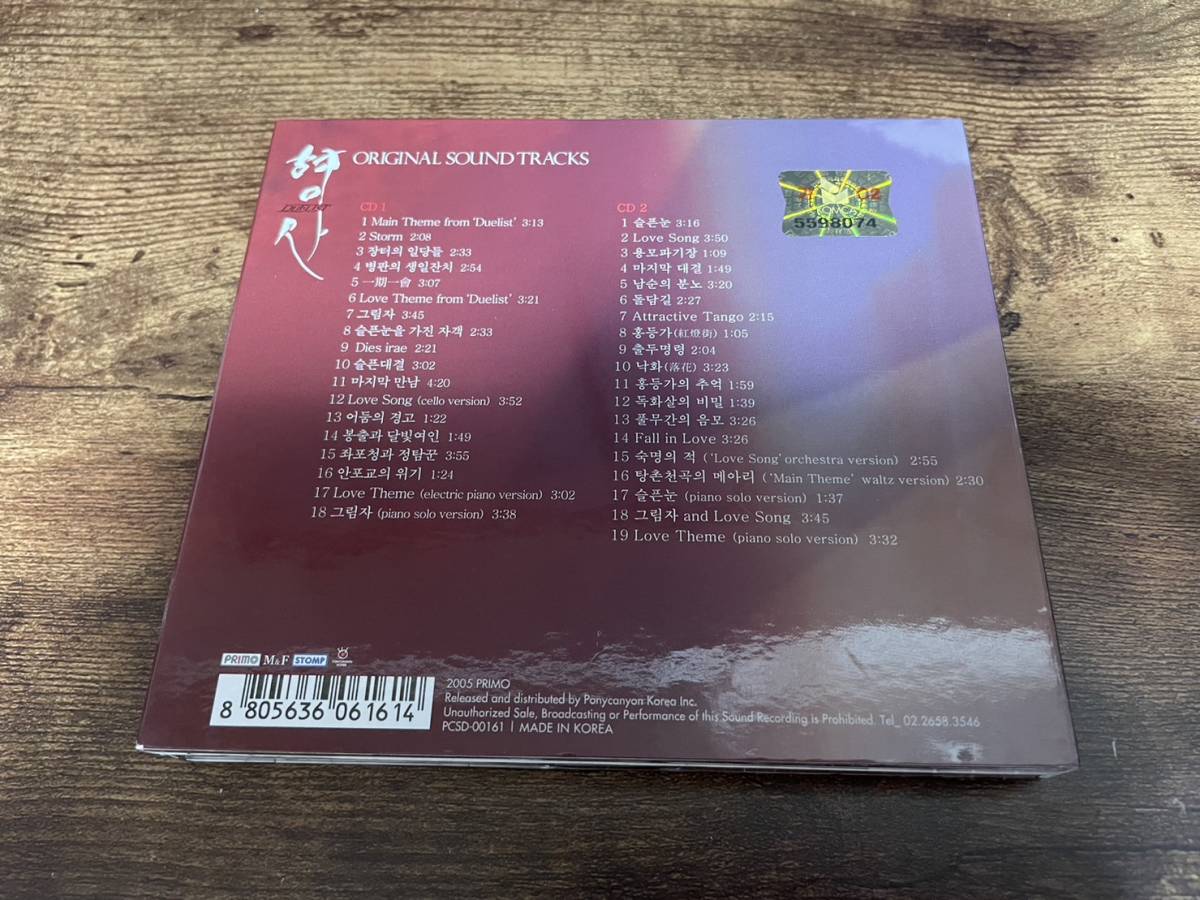 형사
DUELIST
ORIGINAL SOUND TRACKS
CD 1
1 Main Theme from 'Duelist' 3:13
2 Storm 2:08
3 장터의 일당들 2:33
4 병판의 생일잔치 2:54
5 一期一會 3:07
6 Love Theme from 'Duelist' 3:21
7 그림자 3:45
8 슬픈눈을 가진 자객 2:33
9 Dies irae 2:21
10 슬픈대결 3:02
11 마지막 만남 4:20
12 Love Song (cello version) 3:52
13 어둠의 경고 1:22
14 봉출과 달빛여인 1:49
15 좌포청과 정탐꾼 3:55
16 안포교의 위기 1:24
17 Love Theme (electric piano version) 3:02
18 그림자 (piano solo version) 3:38
CD 2
1 슬픈눈 3:16
2 Love Song 3:50
3 용모파기장 1:09
4 마지막 대결 1:49
5 남순의 분노 3:20
6 돌담길 2:27
7 Attractive Tango 2:15
8 홍등가(紅燈街) 1:05
9 출두명령 2:04
10 낙화(落花) 3:23
11 홍등가의 추억 1:59
12 독화살의 비밀 1:39
13 풀무간의 음모 3:26
14 Fall in Love 3:26
15 숙명의 적 ('Love Song' orchestra version) 2:55
16 탕촌천곡의 메아리 ('Main Theme' waltz version) 2:30
17 슬픈눈 (piano solo version) 1:37
18 그림자 and Love Song 3:45
19 Love Theme (piano solo version) 3:32
5598074
PRIMO M&F STOMP
8 805636 061614
2005 PRIMO
Released and distributed by Ponycanyon Korea Inc.
Unauthorized Sale, Broadcasting or Performance of this Sound Recording is Prohibited. Tel_ 02.2658.3546
PCSD-00161 | MADE IN KOREA